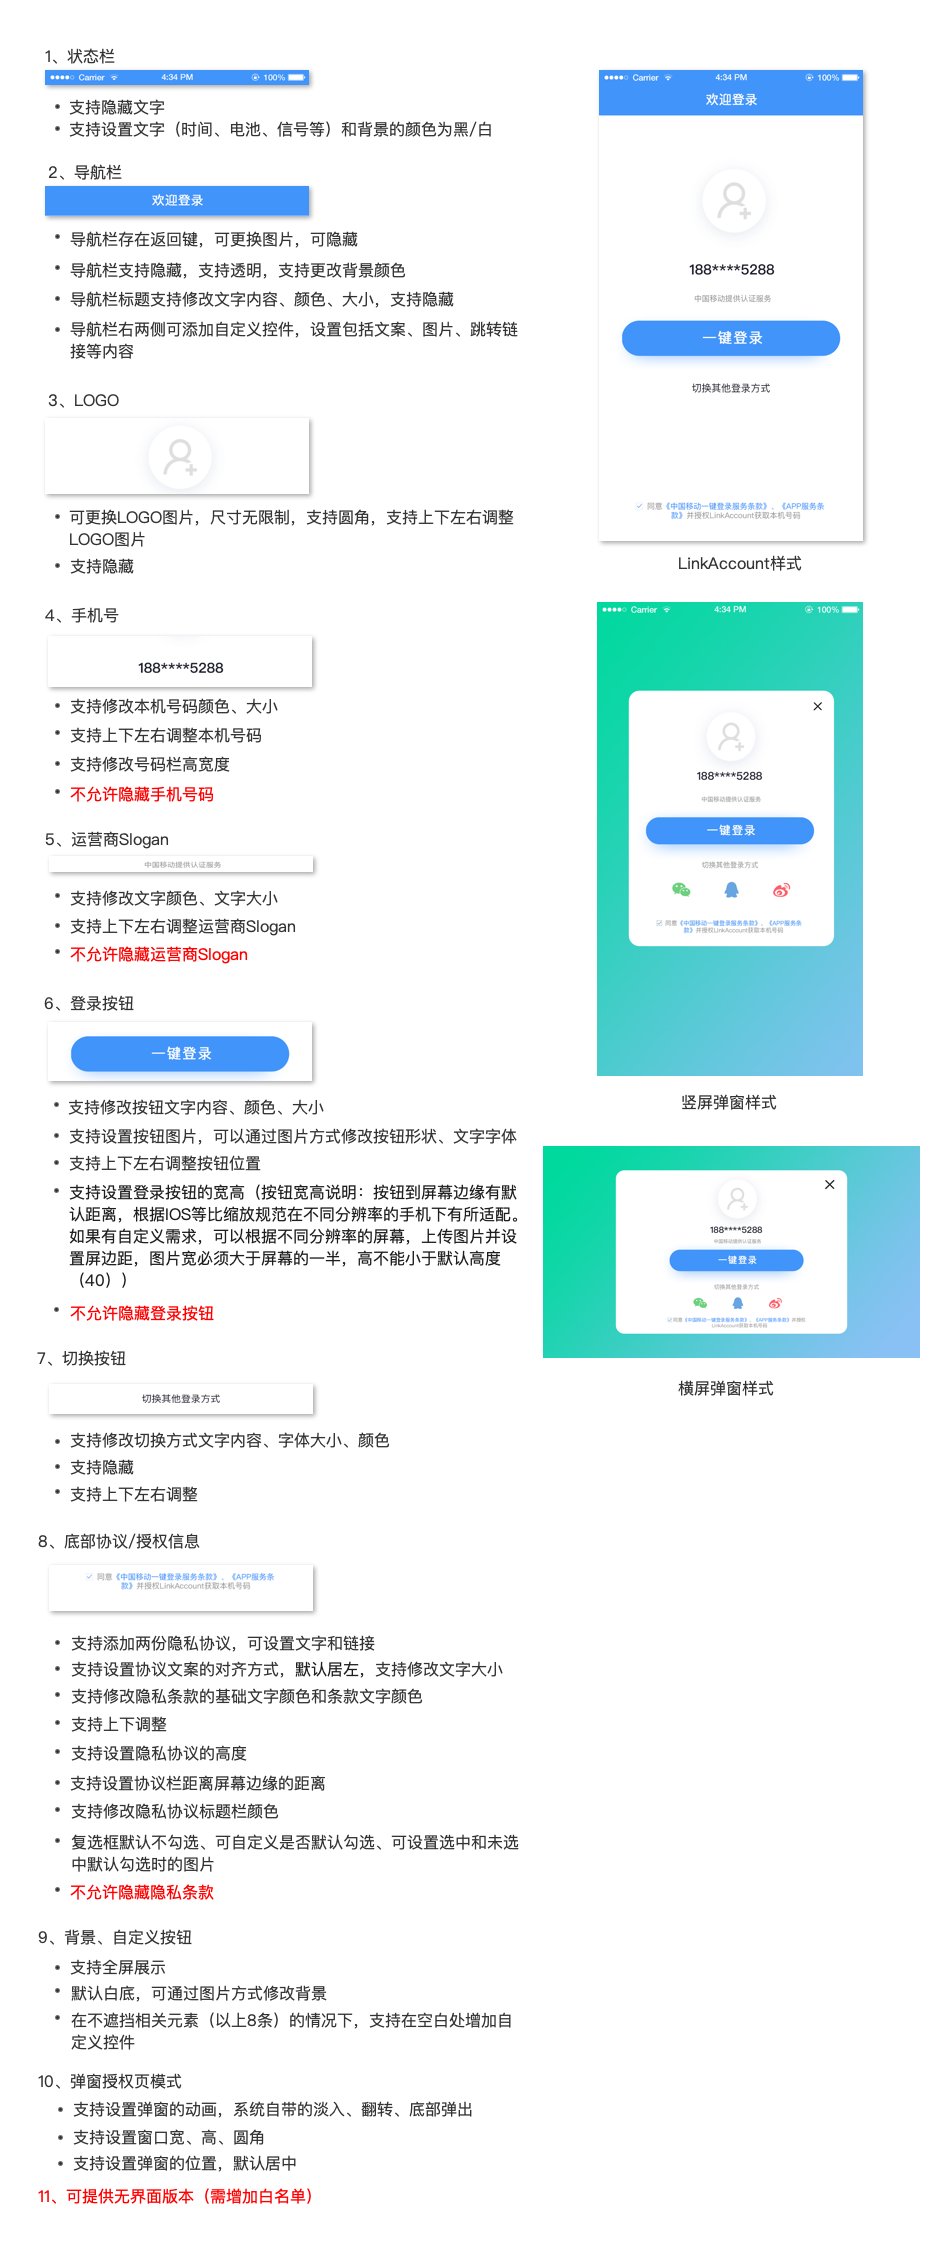 1、状态栏
Carrier 4:34 PM 100%
支持隐藏文字
支持设置文字（时间、电池、信号等）和背景的颜色为黑/白
2、导航栏
欢迎登录
导航栏存在返回键，可更换图片，可隐藏
导航栏支持隐藏，支持透明，支持更改背景颜色
导航栏标题支持修改文字内容、颜色、大小，支持隐藏
导航栏右两侧可添加自定义控件，设置包括文案、图片、跳转链
接等内容
3、LOGO
可更换LOGO图片，尺寸无限制，支持圆角，支持上下左右调整
LOGO图片
支持隐藏
4、手机号
188****5288
支持修改本机号码颜色、大小
支持上下左右调整本机号码
支持修改号码栏高宽度
不允许隐藏手机号码
5、运营商Slogan
中国移动提供认证服务
支持修改文字颜色、文字大小
支持上下左右调整运营商Slogan
不允许隐藏运营商Slogan
6、登录按钮
一键登录
支持修改按钮文字内容、颜色、大小
支持设置按钮图片，可以通过图片方式修改按钮形状、文字字体
支持上下左右调整按钮位置
支持设置登录按钮的宽高（按钮宽高说明：按钮到屏幕边缘有默
认距离，根据IOS等比缩放规范在不同分辨率的手机下有所适配。
如果有自定义需求，可以根据不同分辨率的屏幕，上传图片并设
置屏边距，图片宽必须大于屏幕的一半，高不能小于默认高度
（40））
不允许隐藏登录按钮
7、切换按钮
切换其他登录方式
支持修改切换方式文字内容、字体大小、颜色
支持隐藏
支持上下左右调整
8、底部协议/授权信息
同意《中国移动一键登录服务条款》、《APP服务条
款》并授权LinkAccount获取本机号码
支持添加两份隐私协议，可设置文字和链接
支持设置协议文案的对齐方式，默认居左，支持修改文字大小
支持修改隐私条款的基础文字颜色和条款文字颜色
支持上下调整
支持设置隐私协议的高度
支持设置协议栏距离屏幕边缘的距离
支持修改隐私协议标题栏颜色
复选框默认不勾选、可自定义是否默认勾选、可设置选中和未选
中默认勾选时的图片
不允许隐藏隐私条款
9、背景、自定义按钮
支持全屏展示
默认白底，可通过图片方式修改背景
在不遮挡相关元素（以上8条）的情况下，支持在空白处增加自
定义控件
10、弹窗授权页模式
支持设置弹窗的动画，系统自带的淡入、翻转、底部弹出
支持设置窗口宽、高、圆角
支持设置弹窗的位置，默认居中
11、可提供无界面版本（需增加白名单）
Carrier 4:34 PM 100%
欢迎登录
188****5288
中国移动提供认证服务
一键登录
切换其他登录方式
同意《中国移动一键登录服务条款》、《APP服务条
款》并授权LinkAccount获取本机号码
LinkAccount样式
Carrier 4:34 PM 100%
188****5288
中国移动提供认证服务
一键登录
切换其他登录方式
同意《中国移动一键登录服务条款》、《APP服务条
款》并授权LinkAccount获取本机号码
竖屏弹窗样式
188****5288
中国移动提供认证服务
一键登录
切换其他登录方式
同意《中国移动一键登录服务条款》、《APP服务条款》并授权
LinkAccount获取本机号码
横屏弹窗样式